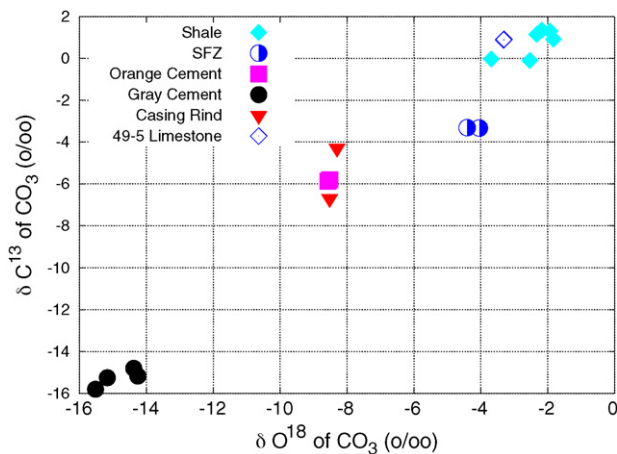 2
0
-2
-4
-6
-8
-10
-12
-14
-16
-16
-14
-12
-10
-8
-6
-4
-2
0
Shale
SFZ
Orange Cement
Gray Cement
Casing Rind
49-5 Limestone
δ C¹³ of CO₃ (o/oo)
δ O¹⁸ of CO₃ (o/oo)